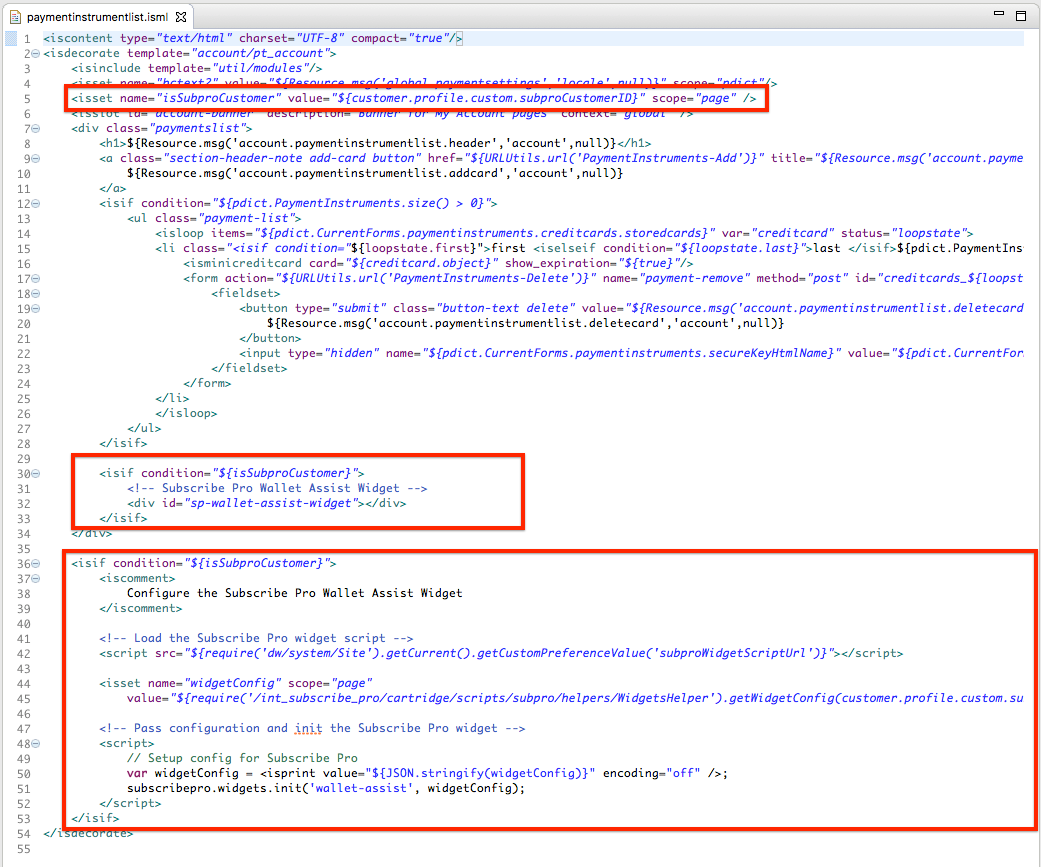 paymentinstrumentlist.isml
1 <iscontent type="text/html" charset="UTF-8" compact="true"/>
2 <isdecorate template="account/pt_account">
3 <isinclude template="util/modules"/>
4 <isset name="bctext2" value="${Resource.msg('global.paymentsettings','locale',null)}" scope="pdict"/>
5 <isset name="isSubproCustomer" value="${customer.profile.custom.subproCustomerID}" scope="page" />
6 <isslot id="account-banner" description="Banner for My Account pages" context="global" />
7 <div class="paymentslist">
8 <h1>${Resource.msg('account.paymentinstrumentlist.header','account',null)}</h1>
9 <a class="section-header-note add-card button" href="${URLUtils.url('PaymentInstruments-Add')}" title="${Resource.msg('account.payme
10 ${Resource.msg('account.paymentinstrumentlist.addcard','account',null)}
11 </a>
12 <isif condition="${pdict.PaymentInstruments.size() > 0}">
13 <ul class="payment-list">
14 <isloop items="${pdict.CurrentForms.paymentinstruments.creditcards.storedcards}" var="creditcard" status="loopstate">
15 <li class="<isif condition="${loopstate.first}">first <iselseif condition="${loopstate.last}">last </isif>${pdict.PaymentIns
16 <isminicreditcard card="${creditcard.object}" show_expiration="${true}"/>
17 <form action="${URLUtils.url('PaymentInstruments-Delete')}" name="payment-remove" method="post" id="creditcards_${loopst
18 <fieldset>
19 <button type="submit" class="button-text delete" value="${Resource.msg('account.paymentinstrumentlist.deletecard
20 ${Resource.msg('account.paymentinstrumentlist.deletecard','account',null)}
21 </button>
22 <input type="hidden" name="${pdict.CurrentForms.paymentinstruments.secureKeyHtmlName}" value="${pdict.CurrentFor
23 </fieldset>
24 </form>
25 </li>
26 </isloop>
27 </ul>
28 </isif>
29
30 <isif condition="${isSubproCustomer}">
31 <!-- Subscribe Pro Wallet Assist Widget -->
32 <div id="sp-wallet-assist-widget"></div>
33 </isif>
34 </div>
35
36 <isif condition="${isSubproCustomer}">
37 <iscomment>
38 Configure the Subscribe Pro Wallet Assist Widget
39 </iscomment>
40
41 <!-- Load the Subscribe Pro widget script -->
42 <script src="${require('dw/system/Site').getCurrent().getCustomPreferenceValue('subproWidgetScriptUrl')}"></script>
43
44 <isset name="widgetConfig" scope="page"
45 value="${require('/int_subscribe_pro/cartridge/scripts/subpro/helpers/WidgetsHelper').getWidgetConfig(customer.profile.custom.su
46
47 <!-- Pass configuration and init the Subscribe Pro widget -->
48 <script>
49 // Setup config for Subscribe Pro
50 var widgetConfig = <isprint value="${JSON.stringify(widgetConfig)}" encoding="off" />;
51 subscribepro.widgets.init('wallet-assist', widgetConfig);
52 </script>
53 </isif>
54 </isdecorate>
55